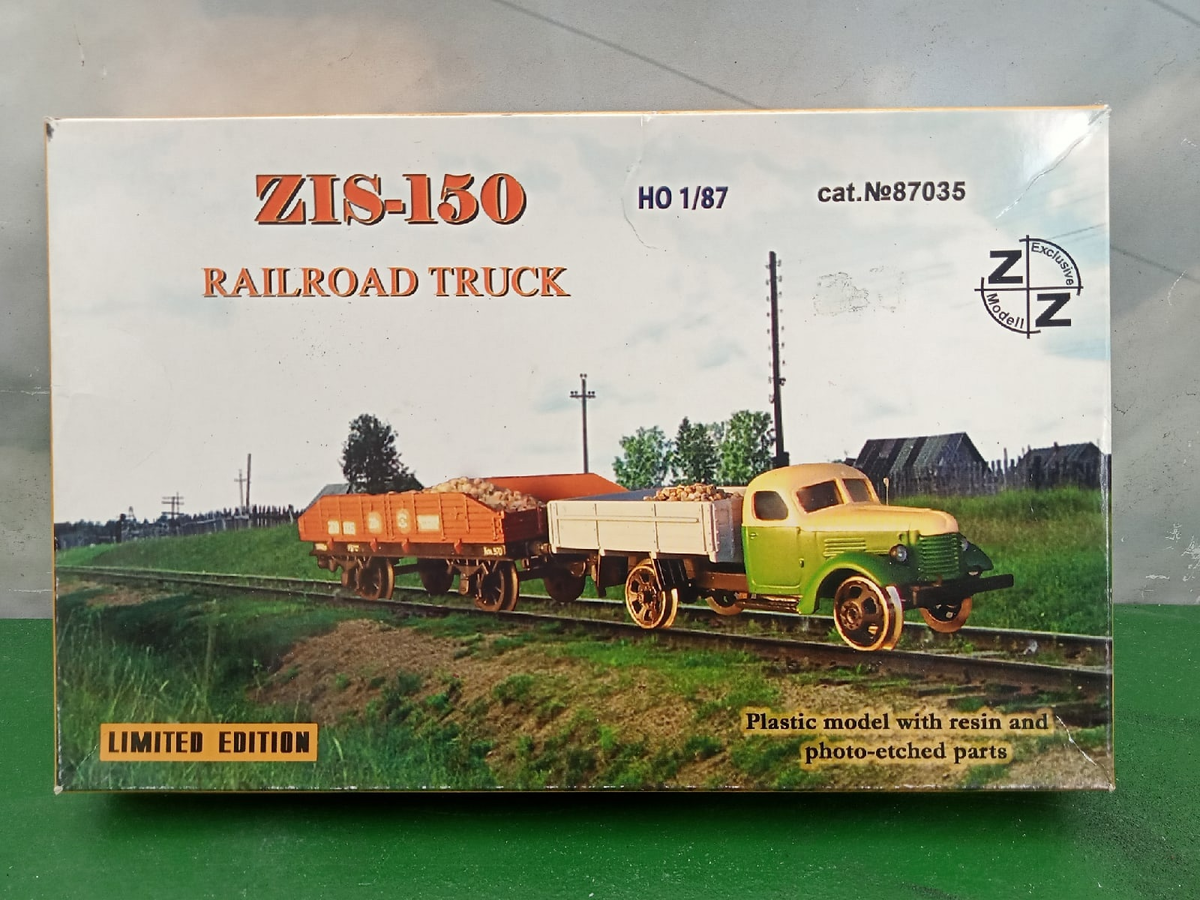 ZIS-150
HO 1/87
cat.№87035
RAILROAD TRUCK
Z Exclusive
Modell Z
LIMITED EDITION
Plastic model with resin and
photo-etched parts